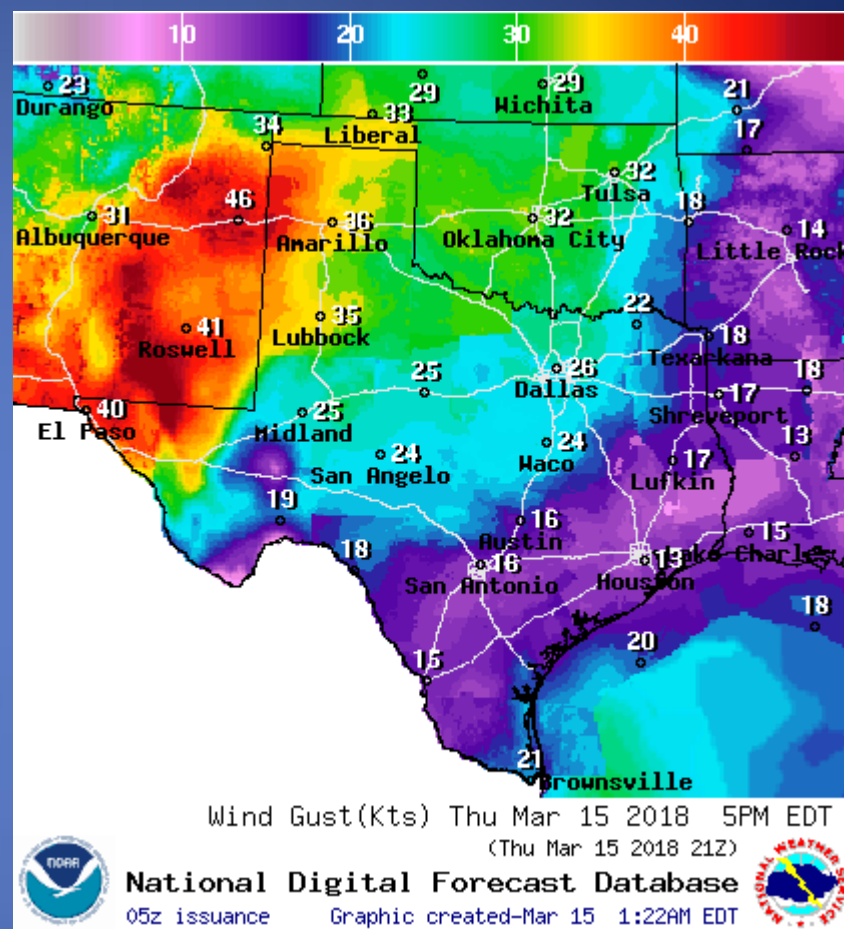 10 20 30 40
23 29 29 21
Durango Wichita
33
Liberal
34 17
32
Tulsa
31 46 36 32 18 14
Albuquerque Amarillo Oklahoma City Little Rock
41 35 22 18
Roswell Lubbock Texarkana
26
25 Dallas 17 18
40 25 Shreveport
El Paso Midland
24 24 17 13
San Angelo Waco Lufkin
19 16 15
Austin Lake Charles
18 16 13
San Antonio Houston
18
20
15
21
Brownsville
Wind Gust(Kts) Thu Mar 15 2018 5PM EDT
(Thu Mar 15 2018 21Z)
NOAA
NATIONAL WEATHER SERVICE
National Digital Forecast Database
05z issuance Graphic created-Mar 15 1:22AM EDT